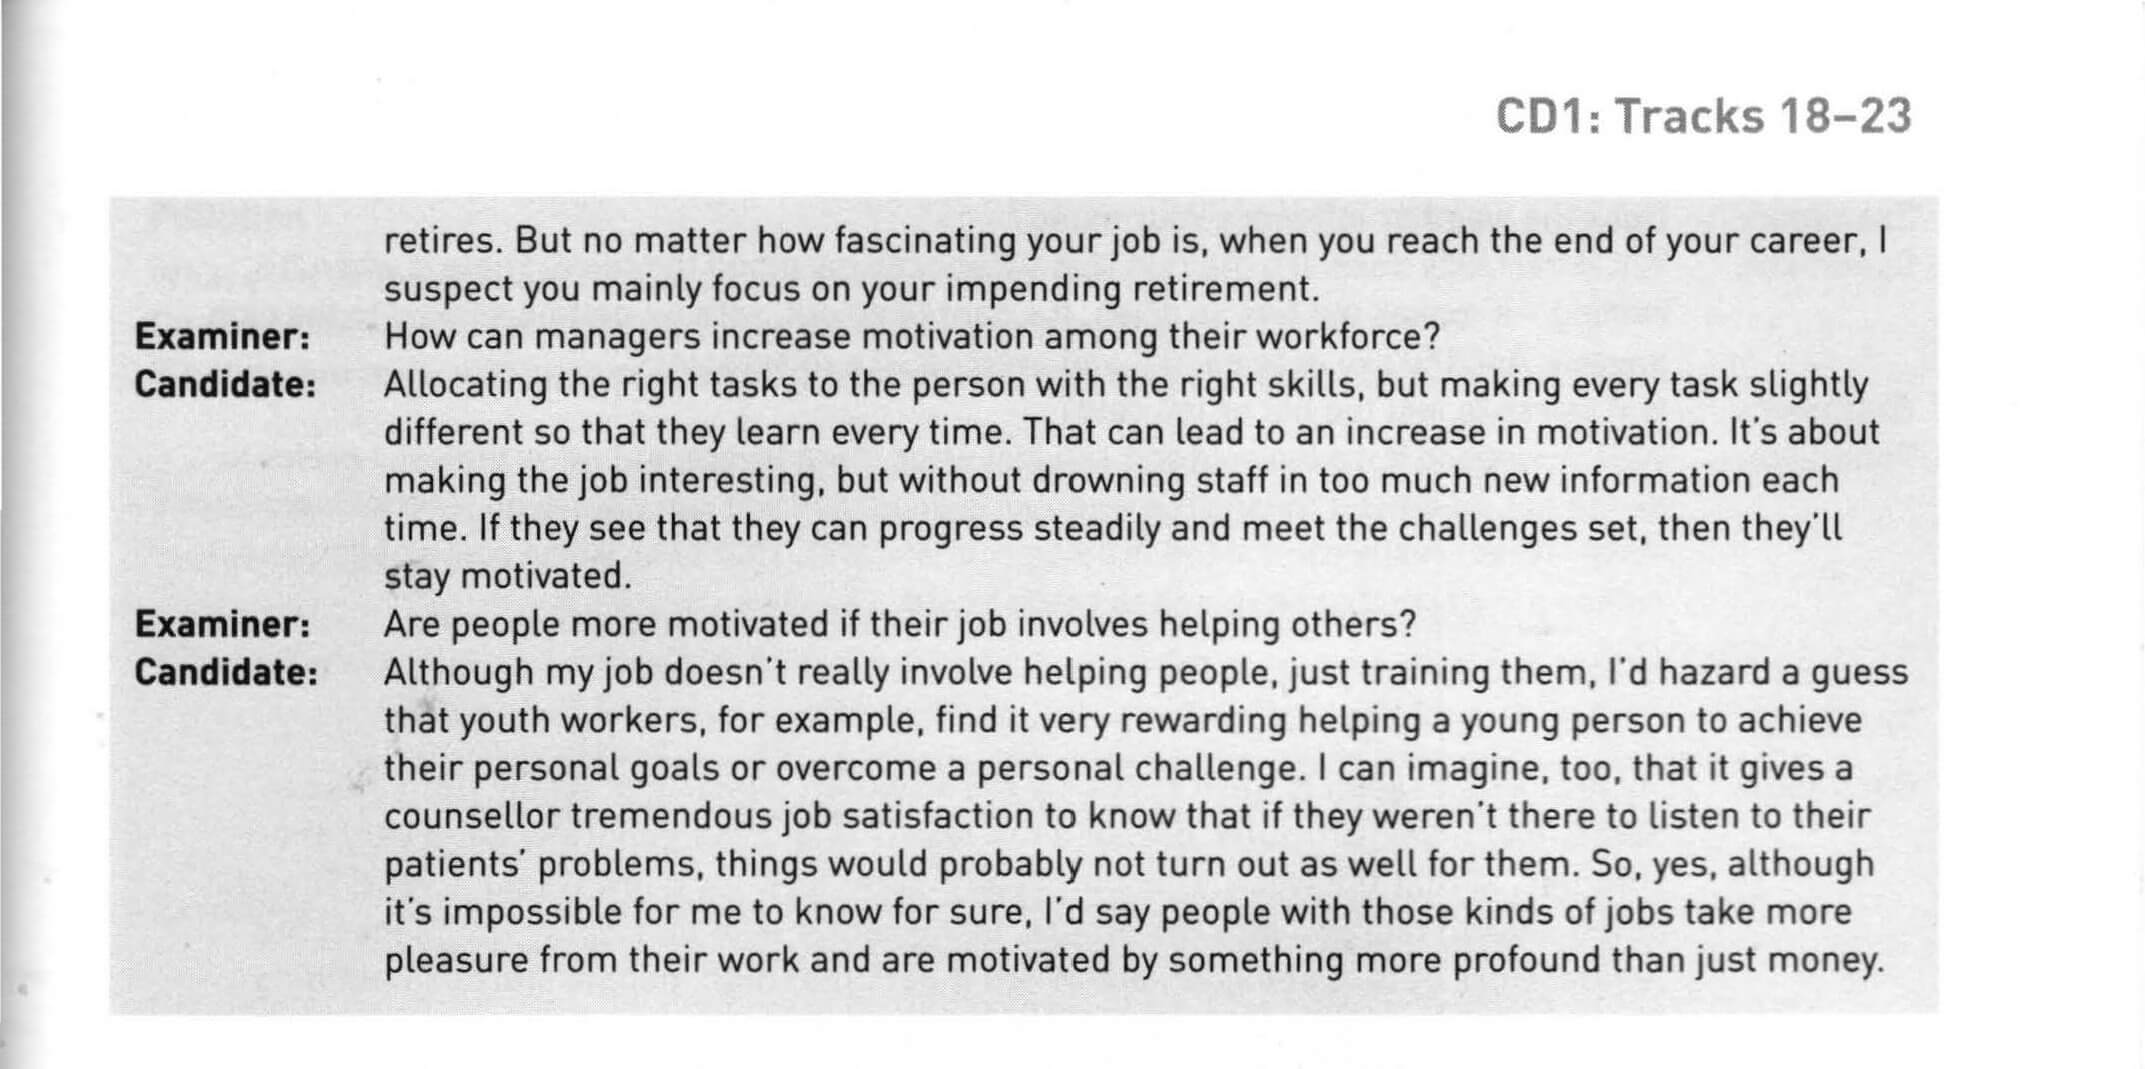 CD1: Tracks 18–23
retires. But no matter how fascinating your job is, when you reach the end of your career, I
suspect you mainly focus on your impending retirement.
Examiner: How can managers increase motivation among their workforce?
Candidate: Allocating the right tasks to the person with the right skills, but making every task slightly
different so that they learn every time. That can lead to an increase in motivation. It's about
making the job interesting, but without drowning staff in too much new information each
time. If they see that they can progress steadily and meet the challenges set, then they'll
stay motivated.
Examiner: Are people more motivated if their job involves helping others?
Candidate: Although my job doesn't really involve helping people, just training them, I'd hazard a guess
that youth workers, for example, find it very rewarding helping a young person to achieve
their personal goals or overcome a personal challenge. I can imagine, too, that it gives a
counsellor tremendous job satisfaction to know that if they weren't there to listen to their
patients' problems, things would probably not turn out as well for them. So, yes, although
it's impossible for me to know for sure, I'd say people with those kinds of jobs take more
pleasure from their work and are motivated by something more profound than just money.